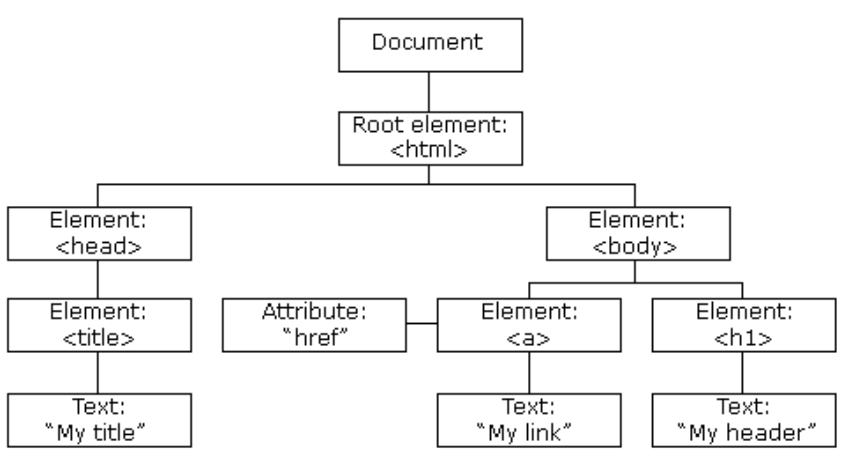 Document
Root element:
<html>
Element:
<head>
Element:
<body>
Element:
<title>
Attribute:
“href”
Element:
<a>
Element:
<h1>
Text:
“My title”
Text:
“My link”
Text:
“My header”